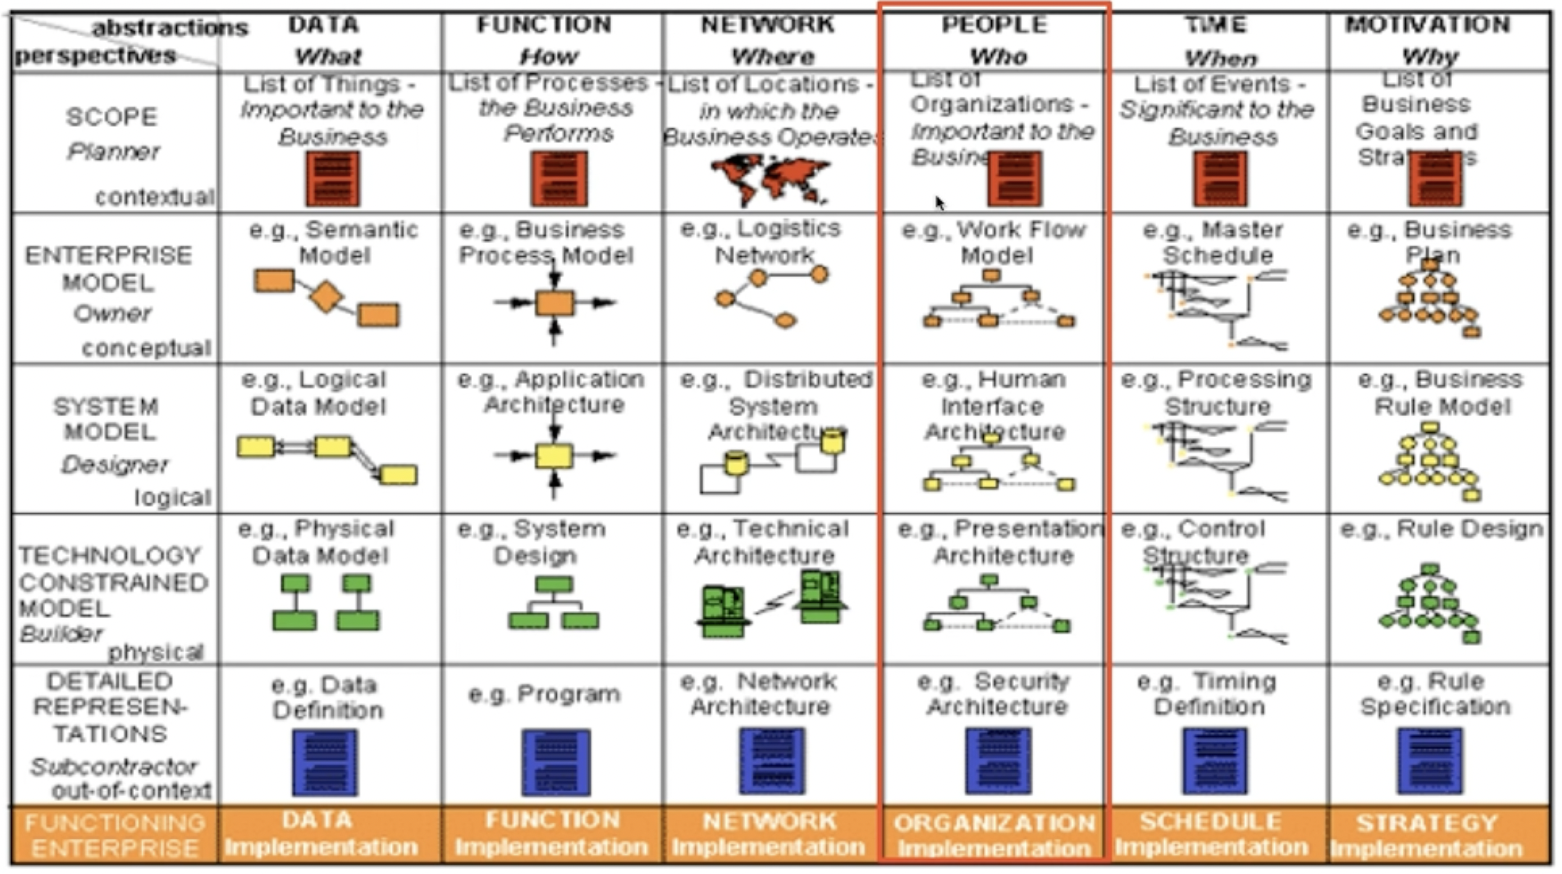 abstractions
perspectives
DATA
What
FUNCTION
How
NETWORK
Where
PEOPLE
Who
TIME
When
MOTIVATION
Why
SCOPE
Planner
contextual
List of Things -
Important to the
Business
List of Processes -
the Business
Performs
List of Locations -
in which the
Business Operates
List of
Organizations -
Important to the
List of Events -
Significant to the
Business
List of
Business
Goals and
ENTERPRISE
MODEL
Owner
conceptual
e.g., Semantic
Model
e.g., Business
Process Model
e.g., Logistics
Network
e.g., Work Flow
Model
e.g., Master
Schedule
e.g., Business
Plan
SYSTEM
MODEL
Designer
logical
e.g., Logical
Data Model
e.g., Application
Architecture
e.g., Distributed
System
Architecture
e.g., Human
Interface
Architecture
e.g., Processing
Structure
e.g., Business
Rule Model
TECHNOLOGY
CONSTRAINED
MODEL
Builder
physical
e.g., Physical
Data Model
e.g., System
Design
e.g., Technical
Architecture
e.g., Presentation
Architecture
e.g., Control
Structure
e.g., Rule Design
DETAILED
REPRESEN-
TATIONS
Subcontractor
out-of-context
e.g. Data
Definition
e.g. Program
e.g. Network
Architecture
e.g. Security
Architecture
e.g. Timing
Definition
e.g. Rule
Specification
FUNCTIONING
ENTERPRISE
DATA
Implementation
FUNCTION
Implementation
NETWORK
Implementation
ORGANIZATION
Implementation
SCHEDULE
Implementation
STRATEGY
Implementation